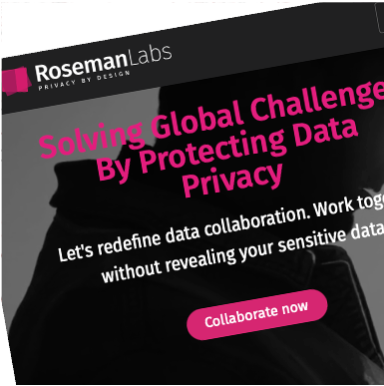 RosemanLabs
PRIVACY BY DESIGN
Solving Global Challenge
By Protecting Data
Privacy
Let's redefine data collaboration. Work tog
without revealing your sensitive data
Collaborate now